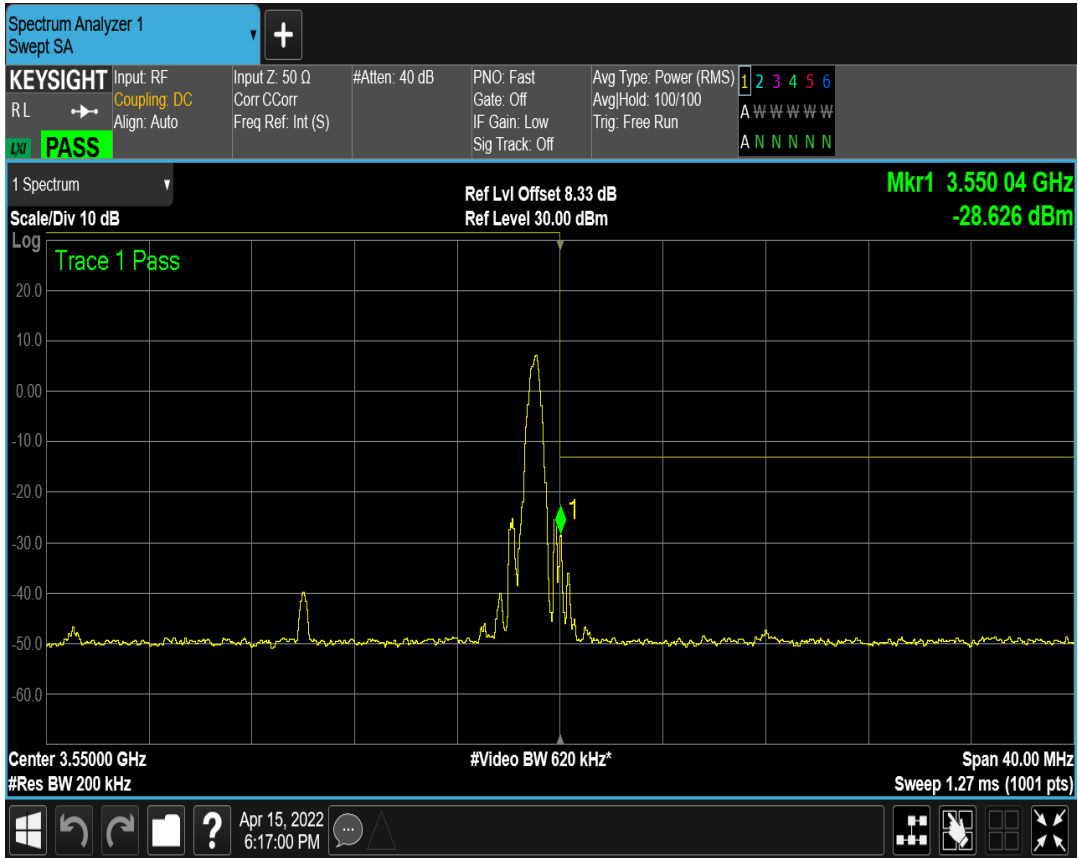 Spectrum Analyzer 1
Swept SA
+
KEYSIGHT
R L
LXI PASS
Input: RF
Coupling: DC
Align: Auto
Input Z: 50 Ω
Corr CCorr
Freq Ref: Int (S)
#Atten: 40 dB
PNO: Fast
Gate: Off
IF Gain: Low
Sig Track: Off
Avg Type: Power (RMS)
Avg|Hold: 100/100
Trig: Free Run
1 2 3 4 5 6
A W W W W W
A N N N N N
1 Spectrum
Scale/Div 10 dB
Ref Lvl Offset 8.33 dB
Ref Level 30.00 dBm
Mkr1 3.550 04 GHz
-28.626 dBm
Log
Trace 1 Pass
20.0
10.0
0.00
-10.0
-20.0
1
-30.0
-40.0
-50.0
-60.0
Center 3.55000 GHz
#Res BW 200 kHz
#Video BW 620 kHz*
Span 40.00 MHz
Sweep 1.27 ms (1001 pts)
?
Apr 15, 2022
6:17:00 PM